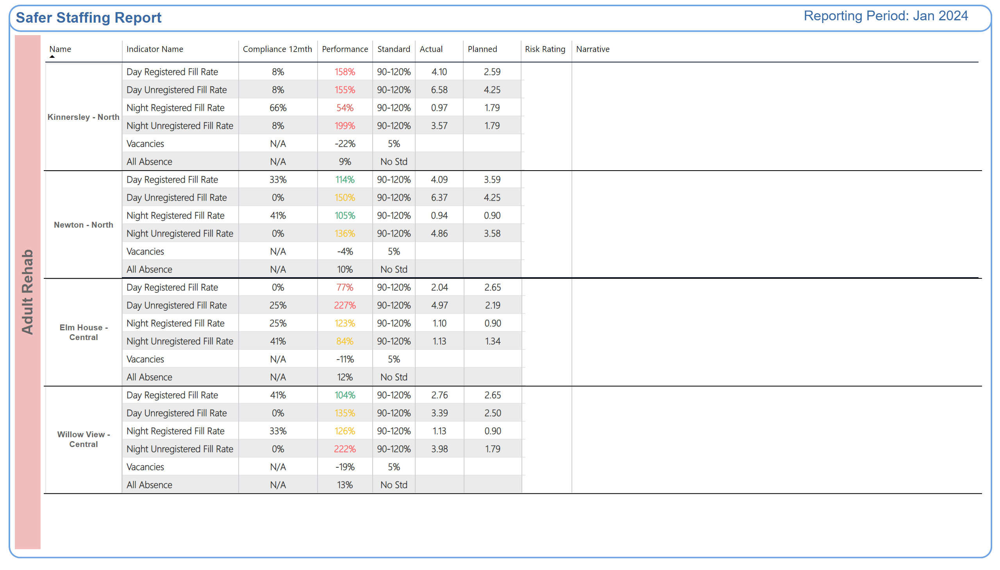 Safer Staffing Report
Reporting Period: Jan 2024
Adult Rehab
Name Indicator Name Compliance 12mth Performance Standard Actual Planned Risk Rating Narrative
Kinnersley - North
Day Registered Fill Rate 8% 158% 90-120% 4.10 2.59
Day Unregistered Fill Rate 8% 155% 90-120% 6.58 4.25
Night Registered Fill Rate 66% 54% 90-120% 0.97 1.79
Night Unregistered Fill Rate 8% 199% 90-120% 3.57 1.79
Vacancies N/A -22% 5%
All Absence N/A 9% No Std
Newton - North
Day Registered Fill Rate 33% 114% 90-120% 4.09 3.59
Day Unregistered Fill Rate 0% 150% 90-120% 6.37 4.25
Night Registered Fill Rate 41% 105% 90-120% 0.94 0.90
Night Unregistered Fill Rate 0% 136% 90-120% 4.86 3.58
Vacancies N/A -4% 5%
All Absence N/A 10% No Std
Elm House -
Central
Day Registered Fill Rate 0% 77% 90-120% 2.04 2.65
Day Unregistered Fill Rate 25% 227% 90-120% 4.97 2.19
Night Registered Fill Rate 25% 123% 90-120% 1.10 0.90
Night Unregistered Fill Rate 41% 84% 90-120% 1.13 1.34
Vacancies N/A -11% 5%
All Absence N/A 12% No Std
Willow View -
Central
Day Registered Fill Rate 41% 104% 90-120% 2.76 2.65
Day Unregistered Fill Rate 0% 135% 90-120% 3.39 2.50
Night Registered Fill Rate 33% 126% 90-120% 1.13 0.90
Night Unregistered Fill Rate 0% 222% 90-120% 3.98 1.79
Vacancies N/A -19% 5%
All Absence N/A 13% No Std